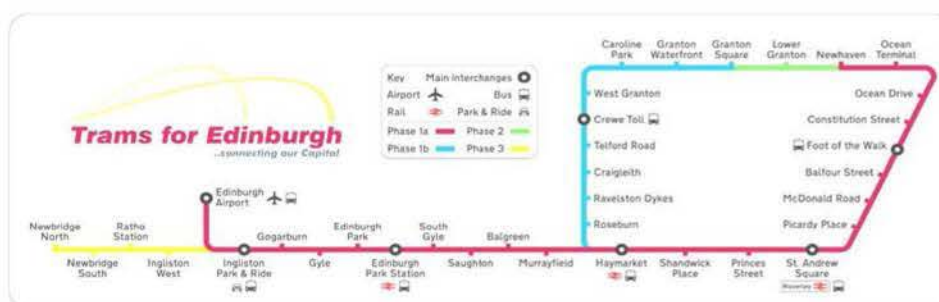 Trams for Edinburgh
...connecting our Capital
Key Main Interchanges
Airport Bus
Rail Park & Ride
Phase 1a Phase 2
Phase 1b Phase 3
Caroline
Park
Granton
Waterfront
Granton
Square
Lower
Granton
Newhaven
Ocean
Terminal
West Granton
Crewe Toll
Telford Road
Craigleith
Ravelston Dykes
Roseburn
Ocean Drive
Constitution Street
Foot of the Walk
Balfour Street
McDonald Road
Picardy Place
Edinburgh
Airport
Newbridge
North
Newbridge
South
Ratho
Station
Ingliston
West
Ingliston
Park & Ride
Gogarburn
Gyle
Edinburgh
Park
Edinburgh
Park Station
South
Gyle
Saughton
Balgreen
Murrayfield
Haymarket
Shandwick
Place
Princes
Street
St. Andrew
Square
Waverley